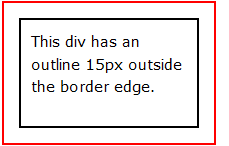 This div has an
outline 15px outside
the border edge.